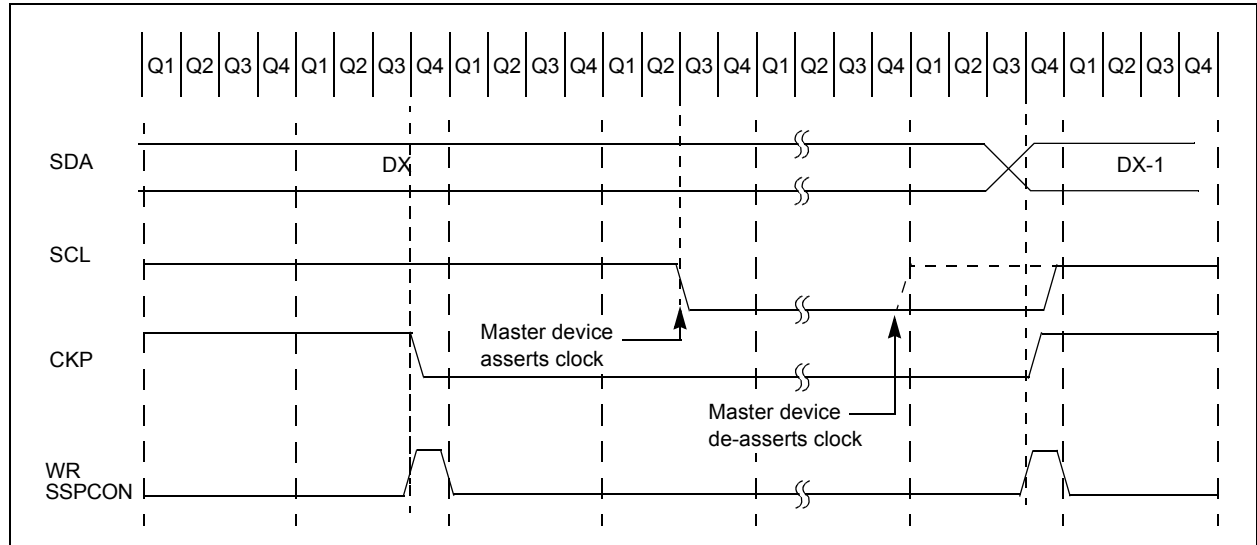 Q1 Q2 Q3 Q4 Q1 Q2 Q3 Q4 Q1 Q2 Q3 Q4 Q1 Q2 Q3 Q4 Q1 Q2 Q3 Q4 Q1 Q2 Q3 Q4 Q1 Q2 Q3 Q4
SDA
DX
DX-1
SCL
Master device
asserts clock
CKP
Master device
de-asserts clock
WR
SSPCON